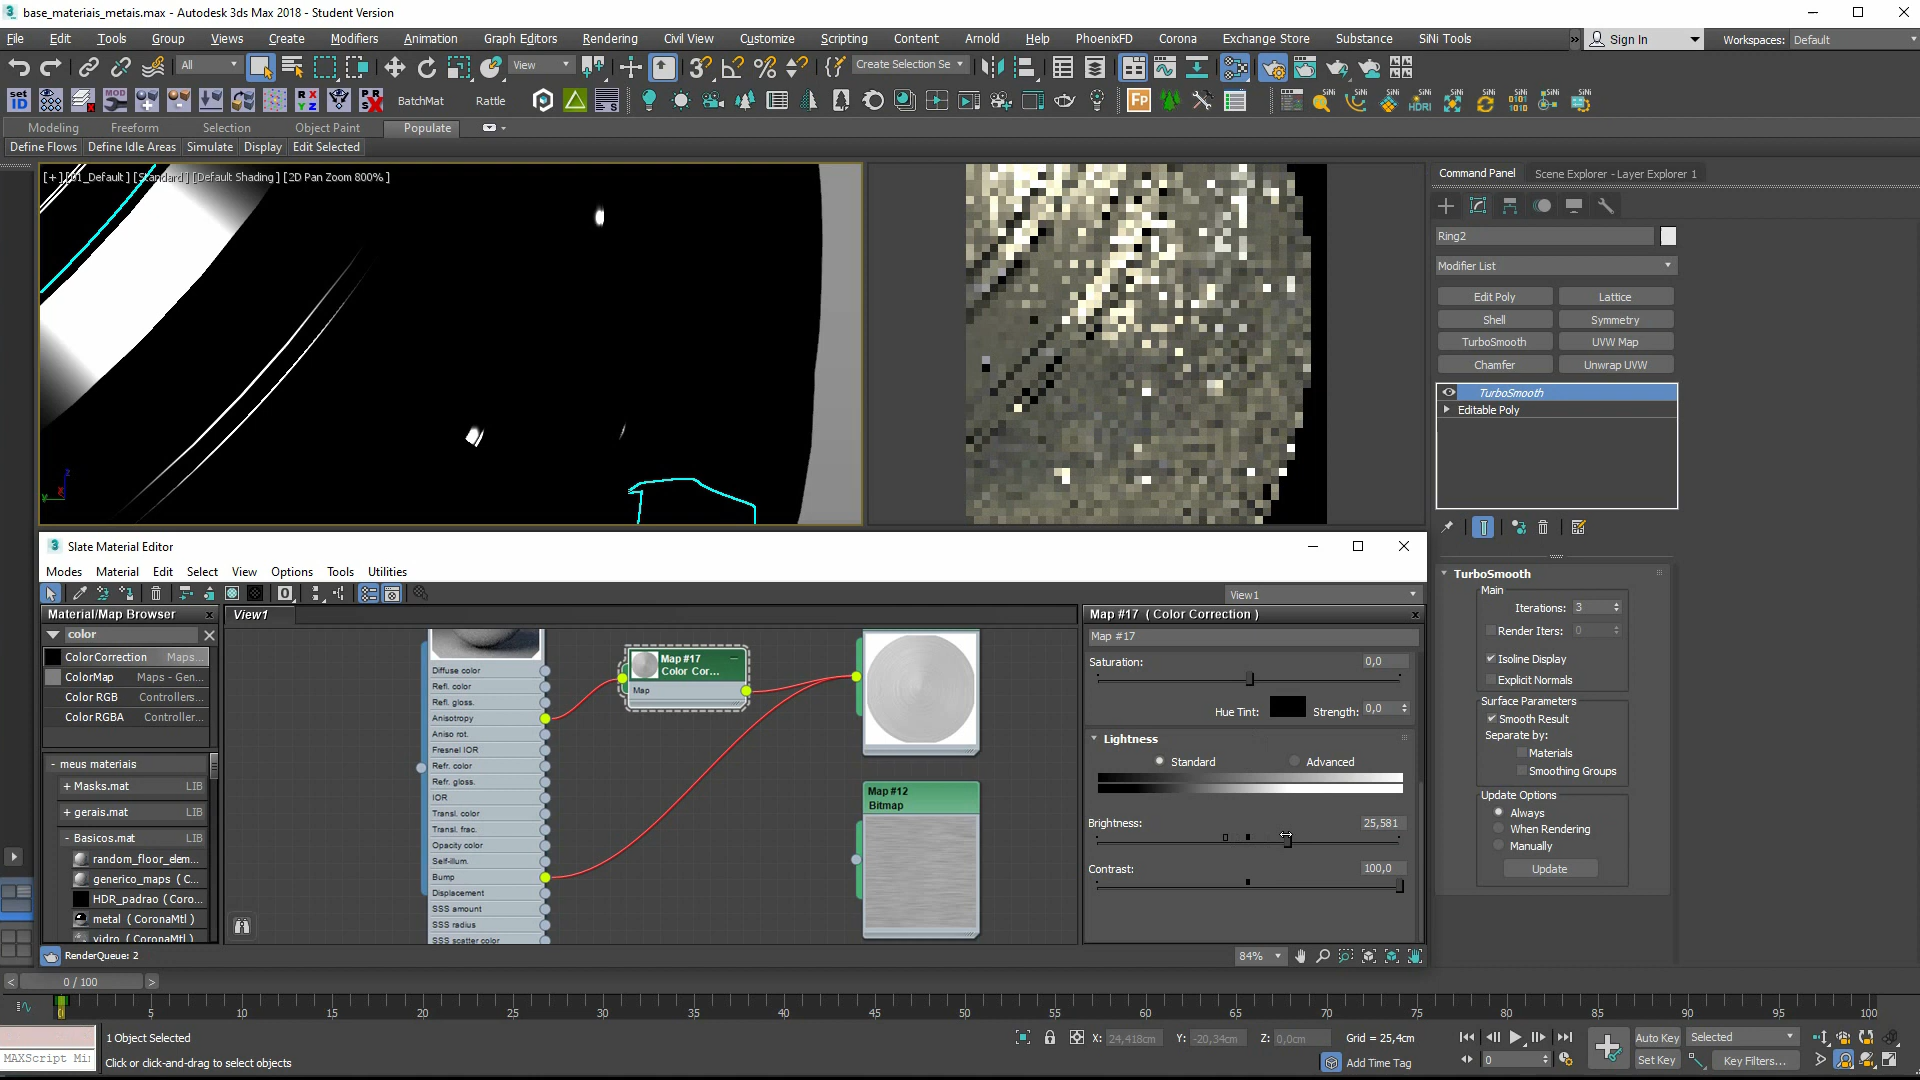 base_materiais_metais.max - Autodesk 3ds Max 2018 - Student Version
File Edit Tools Group Views Create Modifiers Animation Graph Editors Rendering Civil View Customize Scripting Content Arnold Help PhoenixFD Corona Exchange Store Substance SiNi Tools
» Sign In Workspaces: Default
All View Create Selection Se
set ID MOD PR BatchMat Rattle FP
Modeling Freeform Selection Object Paint Populate
Define Flows Define Idle Areas Simulate Display Edit Selected
[Default Shading ] [2D Pan Zoom 800% ]
Command Panel Scene Explorer - Layer Explorer 1
Ring2
Modifier List
Edit Poly Lattice
Shell Symmetry
TurboSmooth UVW Map
Chamfer Unwrap UVW
TurboSmooth
Editable Poly
TurboSmooth
Main
Iterations: 3
Render Iters: 0
Isoline Display
Explicit Normals
Surface Parameters
Smooth Result
Separate by:
Materials
Smoothing Groups
Update Options
Always
When Rendering
Manually
Update
Slate Material Editor
Modes Material Edit Select View Options Tools Utilities
View1
Material/Map Browser
color
ColorCorrection Maps...
ColorMap Maps - Gen...
Color RGB Controllers...
Color RGBA Controller...
- meus materiais
+ Masks.mat LIB
+ gerais.mat LIB
- Basicos.mat LIB
random_floor_elem...
generico_maps ( C...
HDR_padrao (Coro...
metal ( CoronaMtl )
vidro ( CoronaMtl )
View1
Diffuse color
Refl. color
Refl. gloss.
Anisotropy
Aniso rot.
Fresnel IOR
Refr. color
Refr. gloss.
IOR
Transl. color
Transl. frac.
Opacity color
Self-illum.
Bump
Displacement
SSS amount
SSS radius
SSS scatter color
Map #17
Color Cor...
Map
Map #12
Bitmap
Map #17 ( Color Correction )
Map #17
Saturation: 0,0
Hue Tint: Strength: 0,0
Lightness
Standard Advanced
Brightness: 25,581
Contrast: 100,0
RenderQueue: 2
84%
< 0 / 100 >
5 10 15 20 25 30 35 40 45 50 55 60 65 70 75 80 85 90 95 100
1 Object Selected
X: 24,418cm Y: -20,34cm Z: 0,0cm Grid = 25,4cm
Auto Key Selected
MAXScript Mi
Click or click-and-drag to select objects
Add Time Tag
0
Set Key Key Filters...